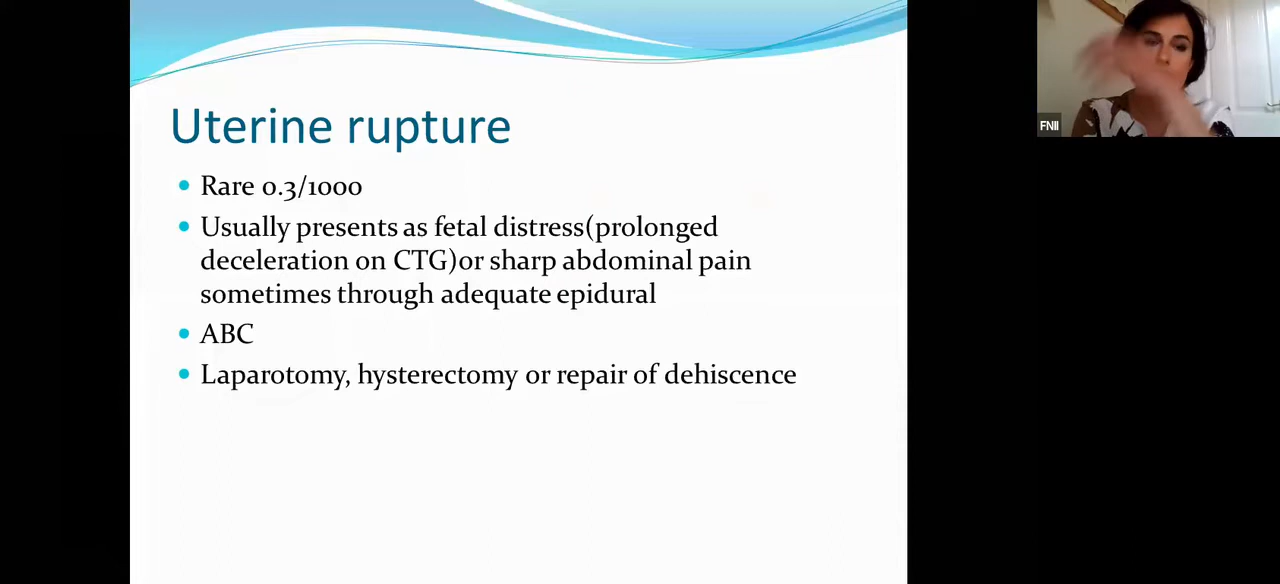 Uterine rupture
• Rare 0.3/1000
• Usually presents as fetal distress(prolonged
deceleration on CTG)or sharp abdominal pain
sometimes through adequate epidural
• ABC
• Laparotomy, hysterectomy or repair of dehiscence
FNII